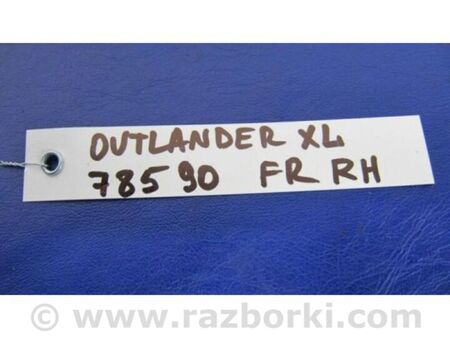 OUTLANDER XL
78590 FR RH
© www.razborki.com